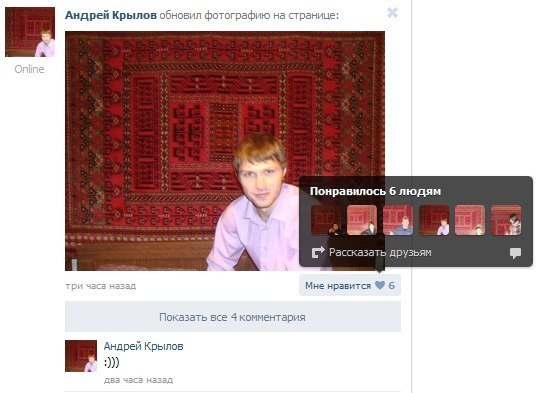 Андрей Крылов обновил фотографию на странице:
Online
Понравилось 6 людям
Рассказать друзьям
три часа назад
Мне нравится 6
Показать все 4 комментария
Андрей Крылов
:)))
два часа назад